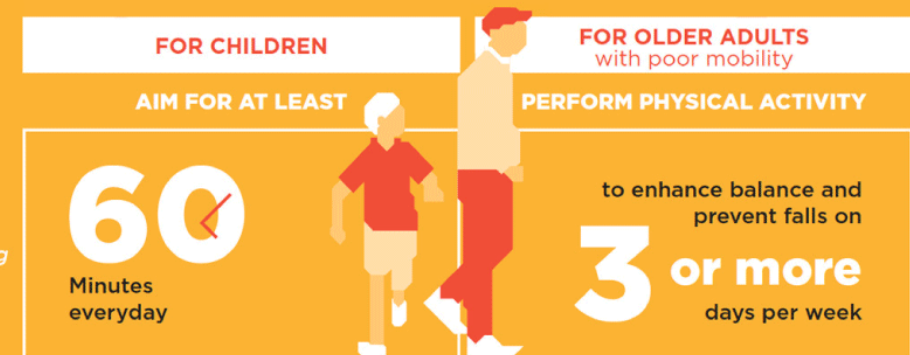 FOR CHILDREN
AIM FOR AT LEAST
60
Minutes
everyday
FOR OLDER ADULTS
with poor mobility
PERFORM PHYSICAL ACTIVITY
to enhance balance and
prevent falls on
3 or more
days per week